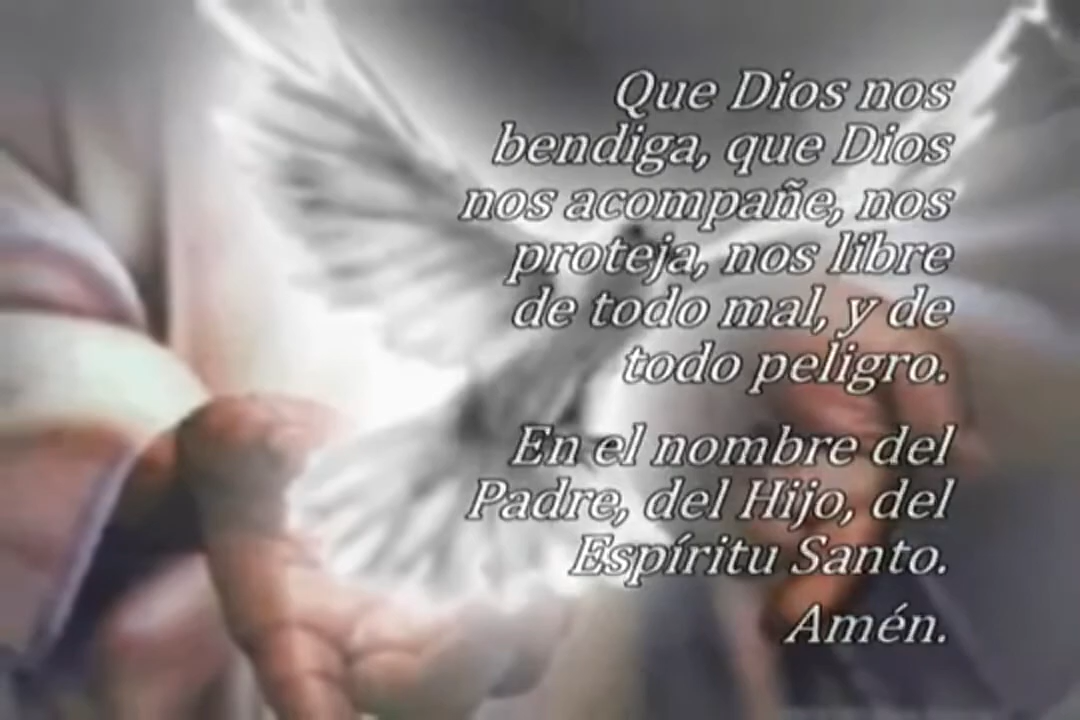 Que Dios nos
bendiga, que Dios
nos acompañe, nos
proteja, nos libre
de todo mal, y de
todo peligro.
En el nombre del
Padre, del Hijo, del
Espíritu Santo.
Amén.